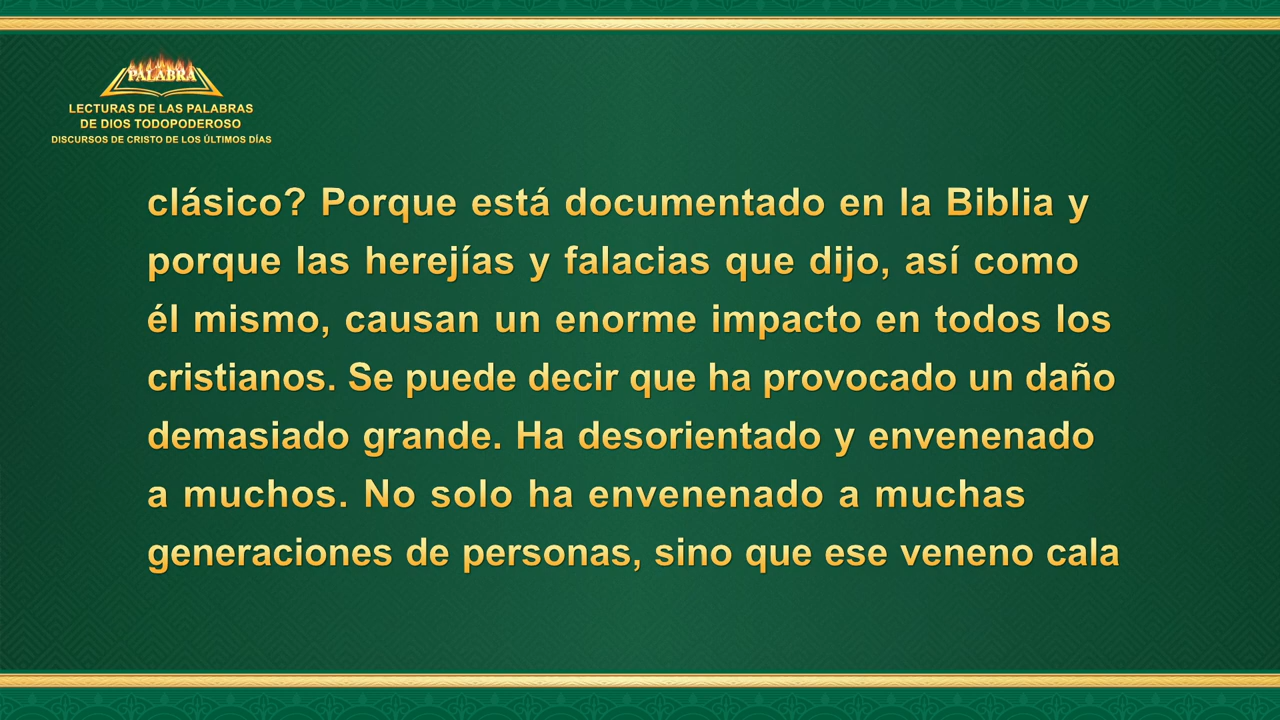 PALABRA
LECTURAS DE LAS PALABRAS
DE DIOS TODOPODEROSO
DISCURSOS DE CRISTO DE LOS ÚLTIMOS DÍAS
clásico? Porque está documentado en la Biblia y
porque las herejías y falacias que dijo, así como
él mismo, causan un enorme impacto en todos los
cristianos. Se puede decir que ha provocado un daño
demasiado grande. Ha desorientado y envenenado
a muchos. No solo ha envenenado a muchas
generaciones de personas, sino que ese veneno cala